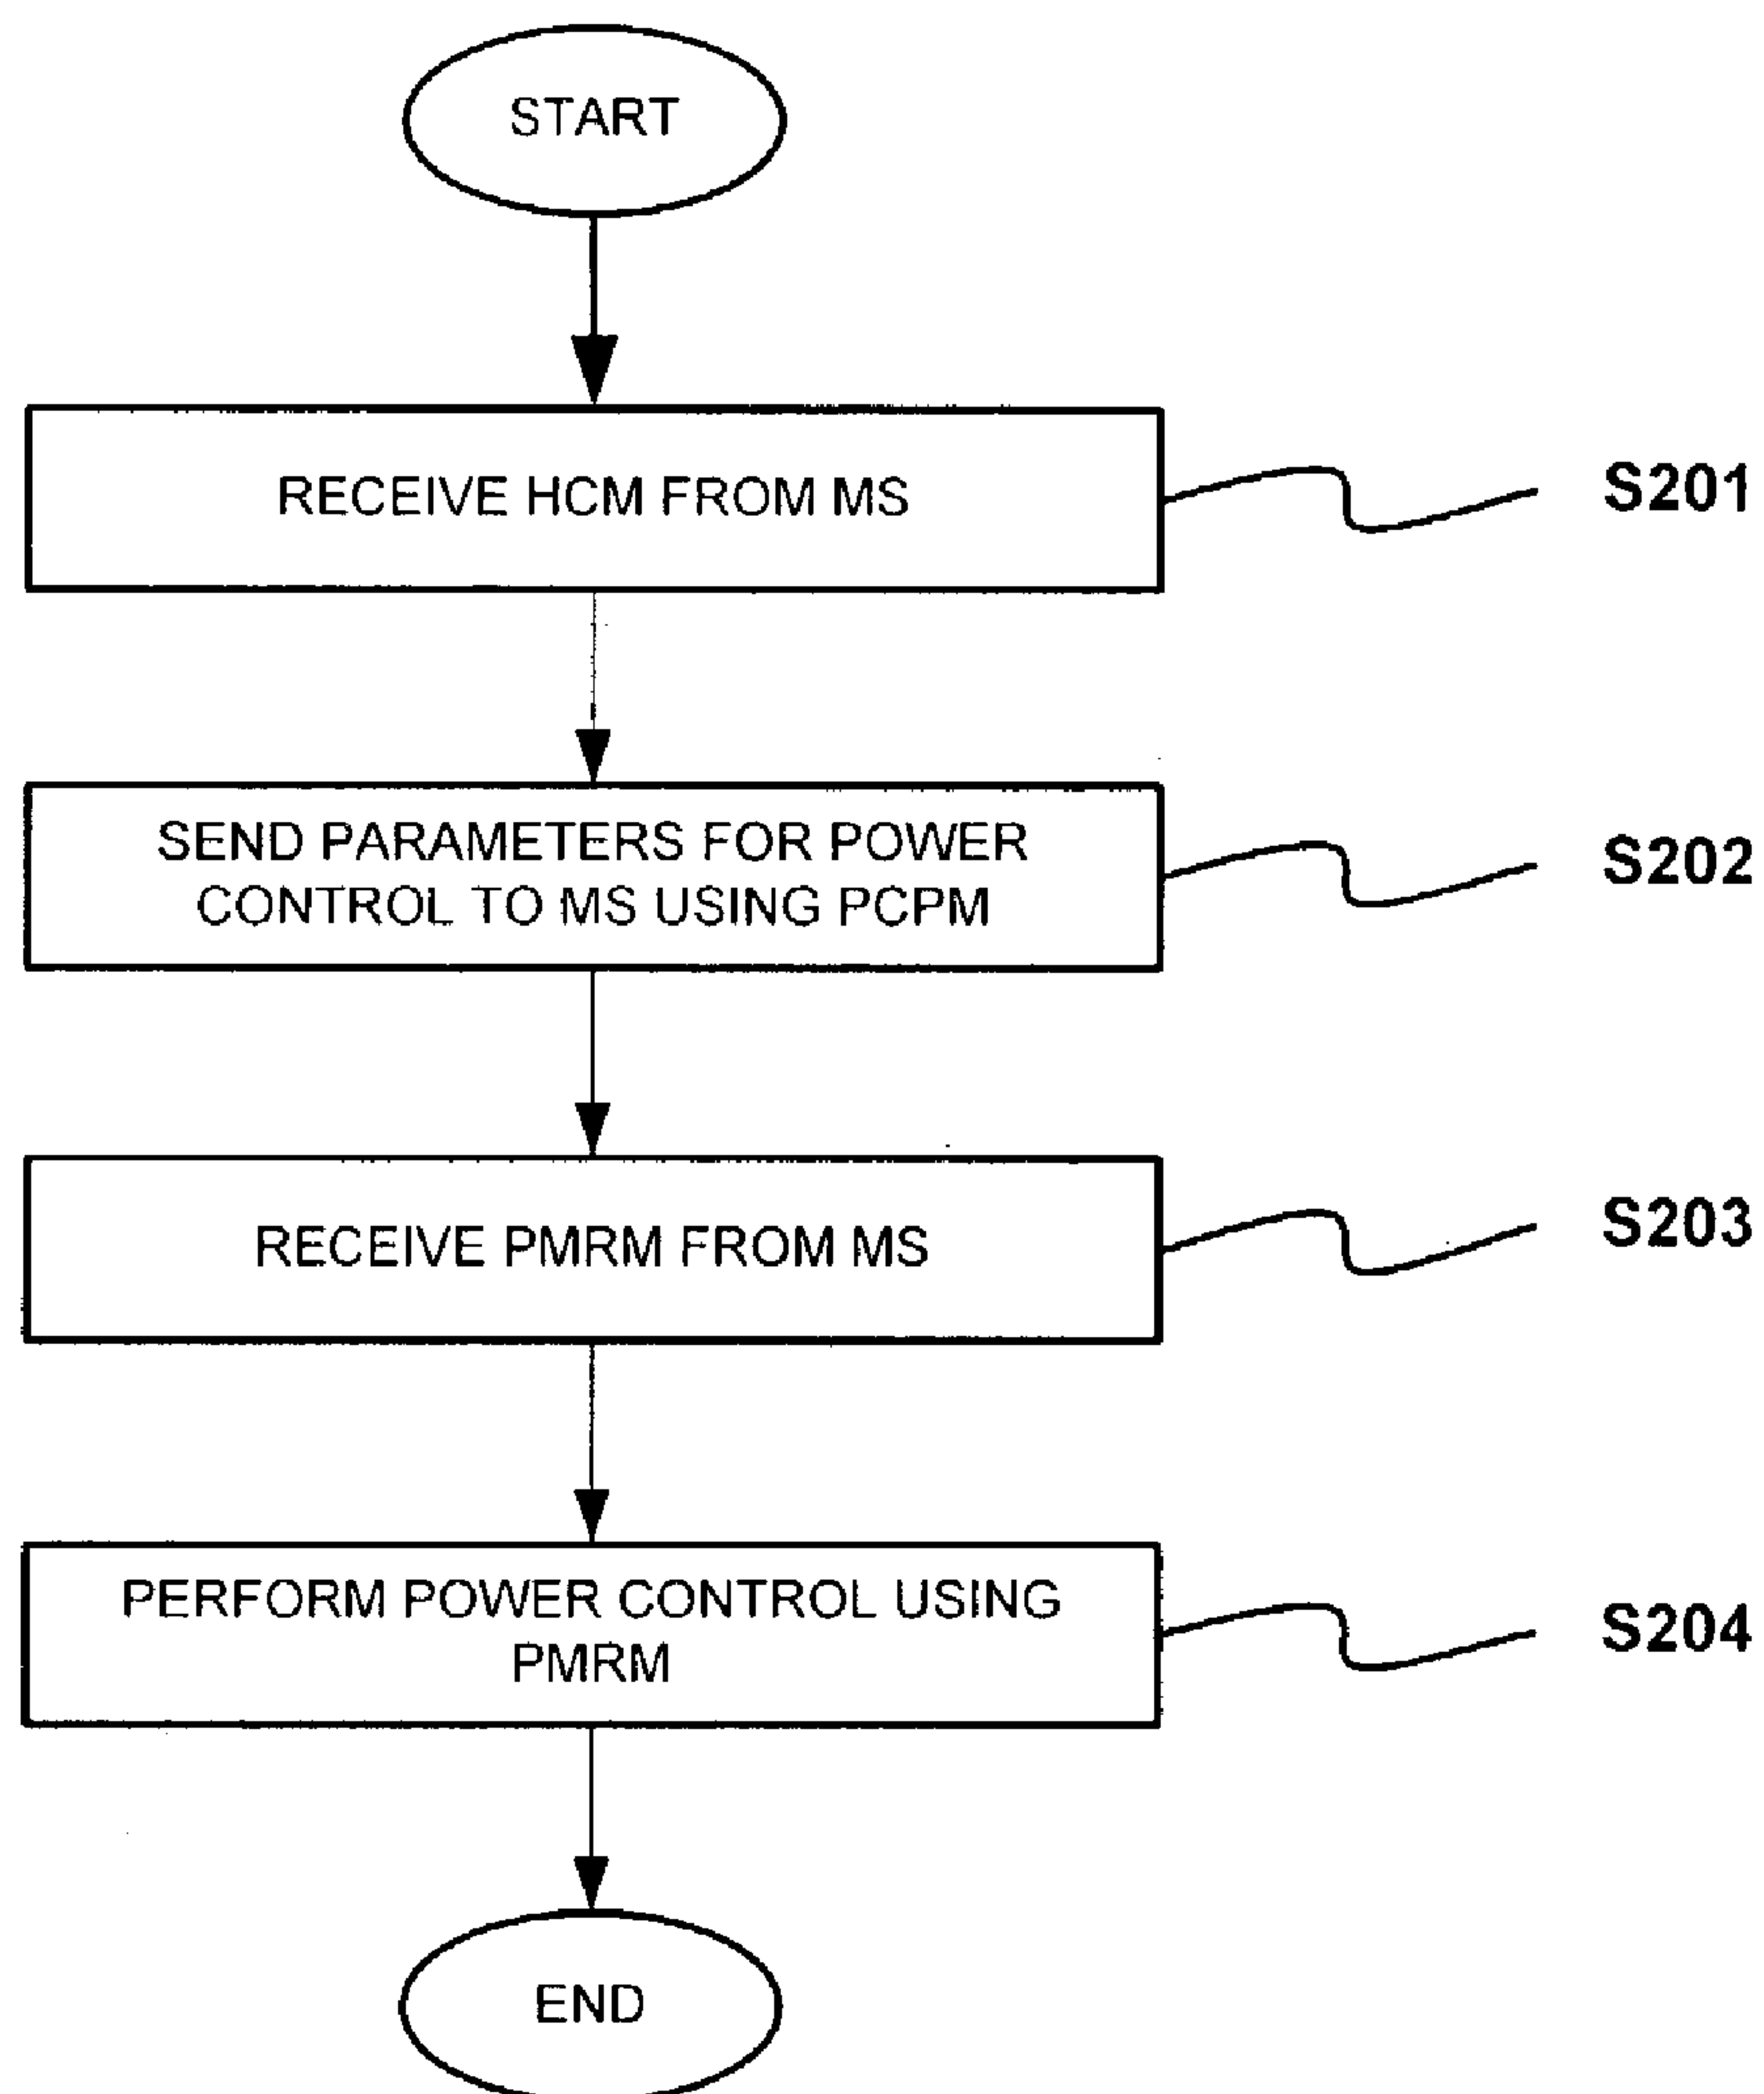 START
RECEIVE HCM FROM MS
S201
SEND PARAMETERS FOR POWER
CONTROL TO MS USING PCPM
S202
RECEIVE PMRM FROM MS
S203
PERFORM POWER CONTROL USING
PMRM
S204
END